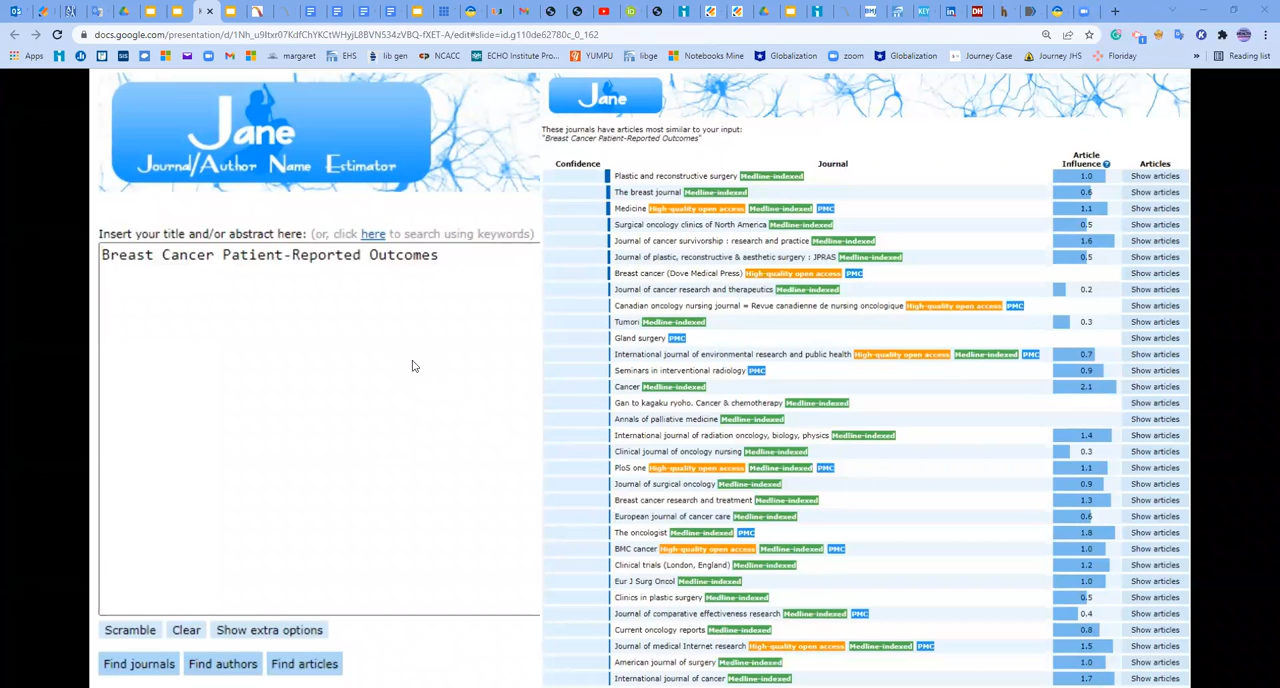 docs.google.com/presentation/d/1Nh_u9Itxr07KdfChYKCtWHyjL8BVN534zVBQ-fXET-A/edit#slide=id.g110de62780c_0_162
Apps
margaret
EHS
lib gen
NCACC
ECHO Institute Pro...
YUMPU
libge
Notebooks Mine
Globalization
zoom
Globalization
Journey Case
Journey JHS
Floriday
»
Reading list
Jane
Journal/Author Name Estimator
Insert your title and/or abstract here: (or, click here to search using keywords)
Breast Cancer Patient-Reported Outcomes
Scramble Clear Show extra options
Find journals Find authors Find articles
Jane
These journals have articles most similar to your input:
"Breast Cancer Patient-Reported Outcomes"
Confidence Journal Article Influence Articles
Plastic and reconstructive surgery Medline-indexed 1.0 Show articles
The breast journal Medline-indexed 0.6 Show articles
Medicine High-quality open access Medline-indexed PMC 1.1 Show articles
Surgical oncology clinics of North America Medline-indexed 0.5 Show articles
Journal of cancer survivorship : research and practice Medline-indexed 1.6 Show articles
Journal of plastic, reconstructive & aesthetic surgery : JPRAS Medline-indexed 0.5 Show articles
Breast cancer (Dove Medical Press) High-quality open access PMC Show articles
Journal of cancer research and therapeutics Medline-indexed 0.2 Show articles
Canadian oncology nursing journal = Revue canadienne de nursing oncologique High-quality open access PMC Show articles
Tumori Medline-indexed 0.3 Show articles
Gland surgery PMC Show articles
International journal of environmental research and public health High-quality open access Medline-indexed PMC 0.7 Show articles
Seminars in interventional radiology PMC 0.9 Show articles
Cancer Medline-indexed 2.1 Show articles
Gan to kagaku ryoho. Cancer & chemotherapy Medline-indexed Show articles
Annals of palliative medicine Medline-indexed Show articles
International journal of radiation oncology, biology, physics Medline-indexed 1.4 Show articles
Clinical journal of oncology nursing Medline-indexed 0.3 Show articles
PloS one High-quality open access Medline-indexed PMC 1.1 Show articles
Journal of surgical oncology Medline-indexed 0.9 Show articles
Breast cancer research and treatment Medline-indexed 1.3 Show articles
European journal of cancer care Medline-indexed 0.6 Show articles
The oncologist Medline-indexed PMC 1.8 Show articles
BMC cancer High-quality open access Medline-indexed PMC 1.0 Show articles
Clinical trials (London, England) Medline-indexed 1.2 Show articles
Eur J Surg Oncol Medline-indexed 1.0 Show articles
Clinics in plastic surgery Medline-indexed 0.5 Show articles
Journal of comparative effectiveness research Medline-indexed PMC 0.4 Show articles
Current oncology reports Medline-indexed 0.8 Show articles
Journal of medical Internet research High-quality open access Medline-indexed PMC 1.5 Show articles
American journal of surgery Medline-indexed 1.0 Show articles
International journal of cancer Medline-indexed 1.7 Show articles